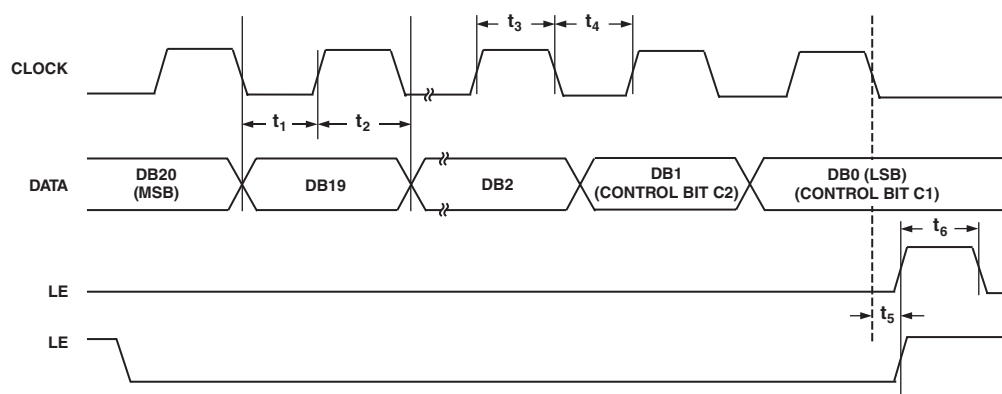 t3
t4
CLOCK
t1
t2
DATA
DB20
(MSB)
DB19
DB2
DB1
(CONTROL BIT C2)
DB0 (LSB)
(CONTROL BIT C1)
t6
LE
t5
LE